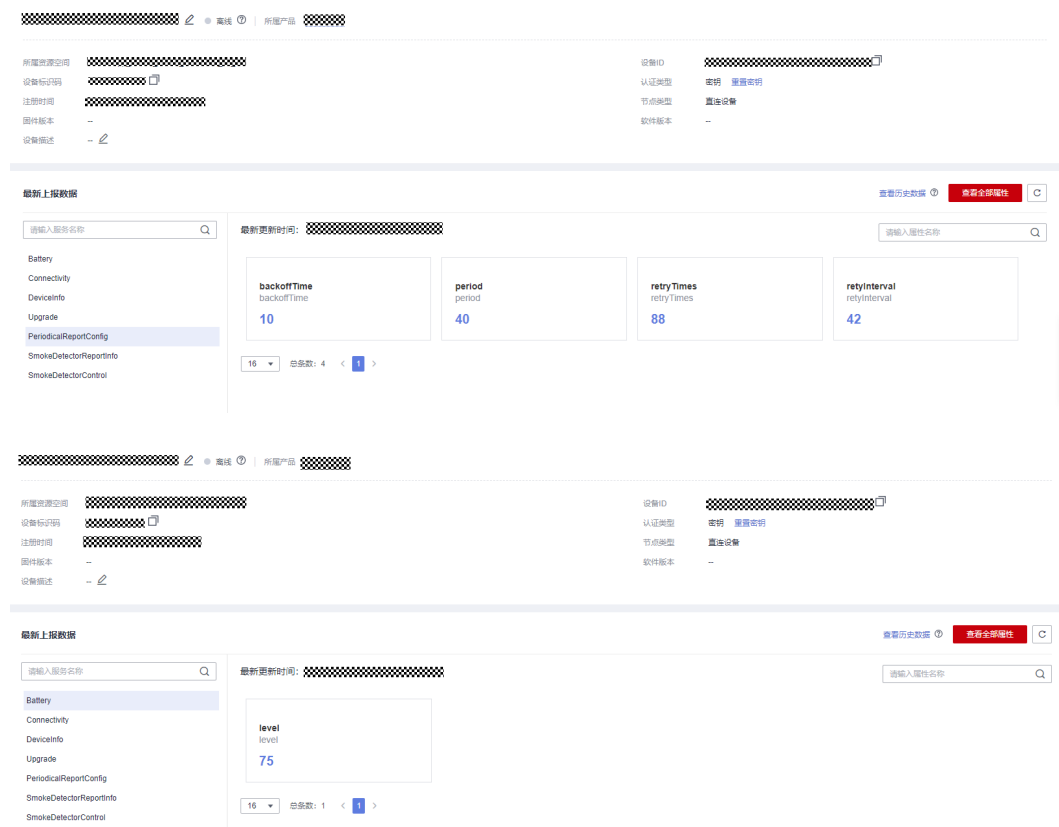 离线 所属产品
所属资源空间 设备ID
设备标识码 认证类型 密钥 重置密钥
注册时间 节点类型 直连设备
固件版本 -- 软件版本 --
设备描述 --
最新上报数据 查看历史数据 查看全部属性
请输入服务名称 最新更新时间: 请输入属性名称
Battery
Connectivity
DeviceInfo
Upgrade
PeriodicalReportConfig
SmokeDetectorReportInfo
SmokeDetectorControl
backoffTime period retryTimes retyInterval
backoffTime period retryTimes retyInterval
10 40 88 42
16 总条数: 4 < 1 >
离线 所属产品
所属资源空间 设备ID
设备标识码 认证类型 密钥 重置密钥
注册时间 节点类型 直连设备
固件版本 -- 软件版本 --
设备描述 --
最新上报数据 查看历史数据 查看全部属性
请输入服务名称 最新更新时间: 请输入属性名称
Battery
Connectivity
DeviceInfo
Upgrade
PeriodicalReportConfig
SmokeDetectorReportInfo
SmokeDetectorControl
level
level
75
16 总条数: 1 < 1 >